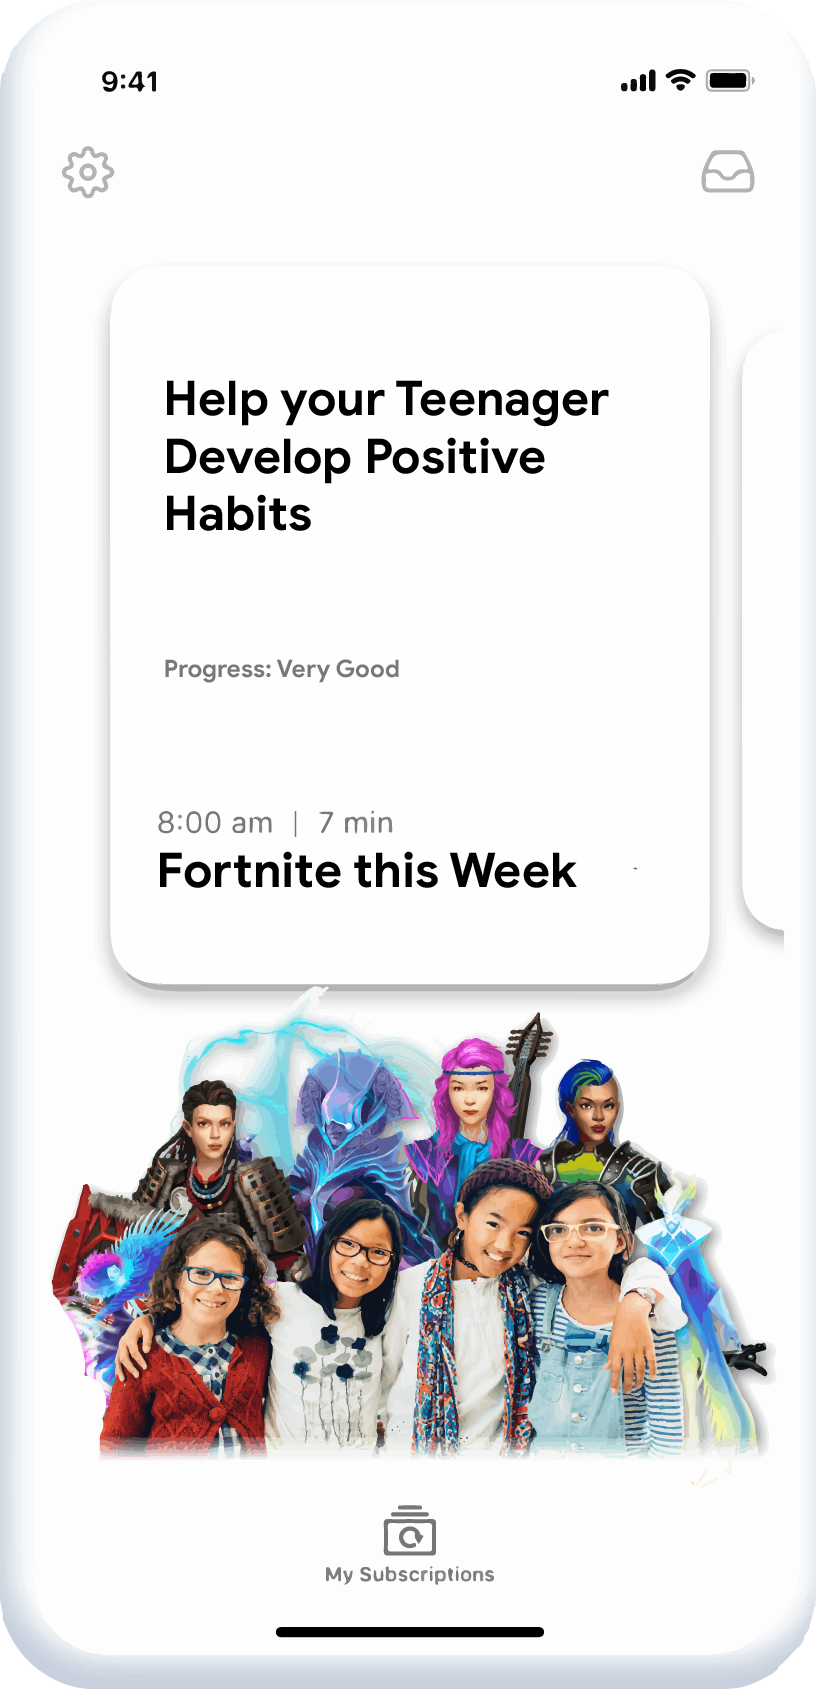 9:41
Help your Teenager
Develop Positive
Habits
Progress: Very Good
8:00 am | 7 min
Fortnite this Week
My Subscriptions